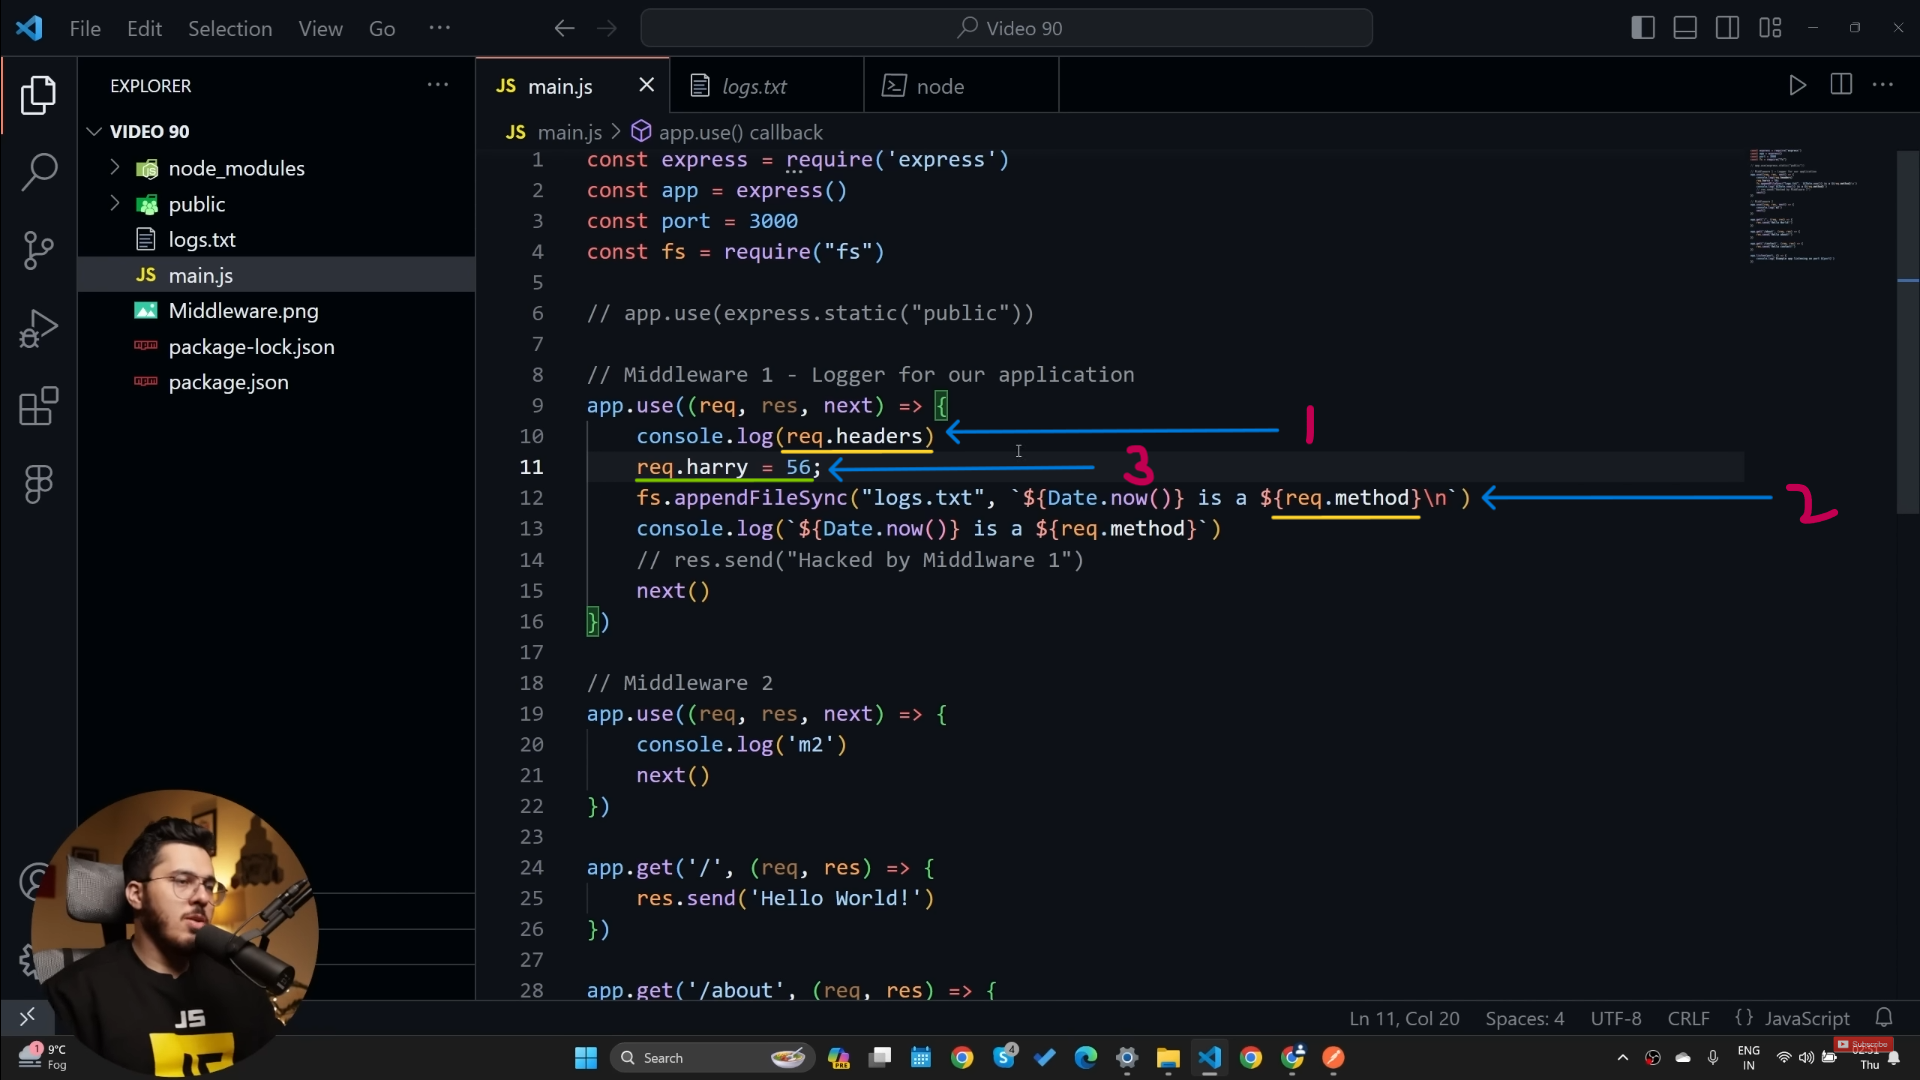 File Edit Selection View Go ···
Video 90
EXPLORER ···
VIDEO 90
node_modules
public
logs.txt
JS main.js
Middleware.png
package-lock.json
package.json
JS main.js
logs.txt
node
JS main.js > app.use() callback
1 const express = require('express')
2 const app = express()
3 const port = 3000
4 const fs = require("fs")
5
6 // app.use(express.static("public"))
7
8 // Middleware 1 - Logger for our application
9 app.use((req, res, next) => {
10 console.log(req.headers) 1
11 req.harry = 56; 3
12 fs.appendFileSync("logs.txt", `${Date.now()} is a ${req.method}\n`) 2
13 console.log(`${Date.now()} is a ${req.method}`)
14 // res.send("Hacked by Middlware 1")
15 next()
16 })
17
18 // Middleware 2
19 app.use((req, res, next) => {
20 console.log('m2')
21 next()
22 })
23
24 app.get('/', (req, res) => {
25 res.send('Hello World!')
26 })
27
28 app.get('/about', (req, res) => {
JS
Ln 11, Col 20 Spaces: 4 UTF-8 CRLF {} JavaScript
1 9°C
Fog
Search
PRE
4
ENG
IN
Subscribe
Thu